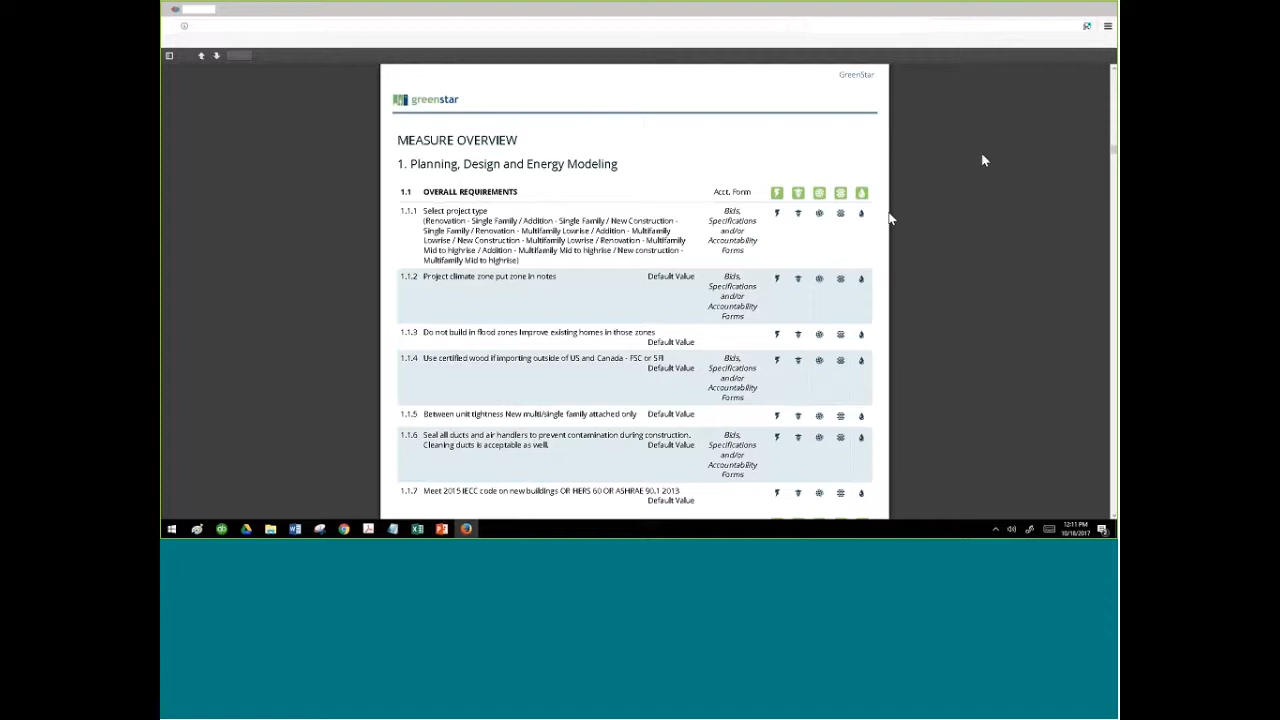 GreenStar
greenstar
MEASURE OVERVIEW
1. Planning, Design and Energy Modeling
1.1 OVERALL REQUIREMENTS Acct. Form
1.1.1 Select project type Bids,
(Renovation - Single Family / Addition - Single Family / New Construction - Specifications
Single Family / Renovation - Multifamily Lowrise / Addition - Multifamily and/or
Lowrise / New Construction - Multifamily Lowrise / Renovation - Multifamily Accountability
Mid to highrise / Addition - Multifamily Mid to highrise / New construction - Forms
Multifamily Mid to highrise)
1.1.2 Project climate zone put zone in notes Default Value Bids,
Specifications
and/or
Accountability
Forms
1.1.3 Do not build in flood zones Improve existing homes in those zones
Default Value
1.1.4 Use certified wood if importing outside of US and Canada - FSC or SFI Bids,
Default Value Specifications
and/or
Accountability
Forms
1.1.5 Between unit tightness New multi/single family attached only Default Value
1.1.6 Seal all ducts and air handlers to prevent contamination during construction. Bids,
Cleaning ducts is acceptable as well. Default Value Specifications
and/or
Accountability
Forms
1.1.7 Meet 2015 IECC code on new buildings OR HERS 60 OR ASHRAE 90.1 2013
Default Value
12:11 PM
10/18/2017